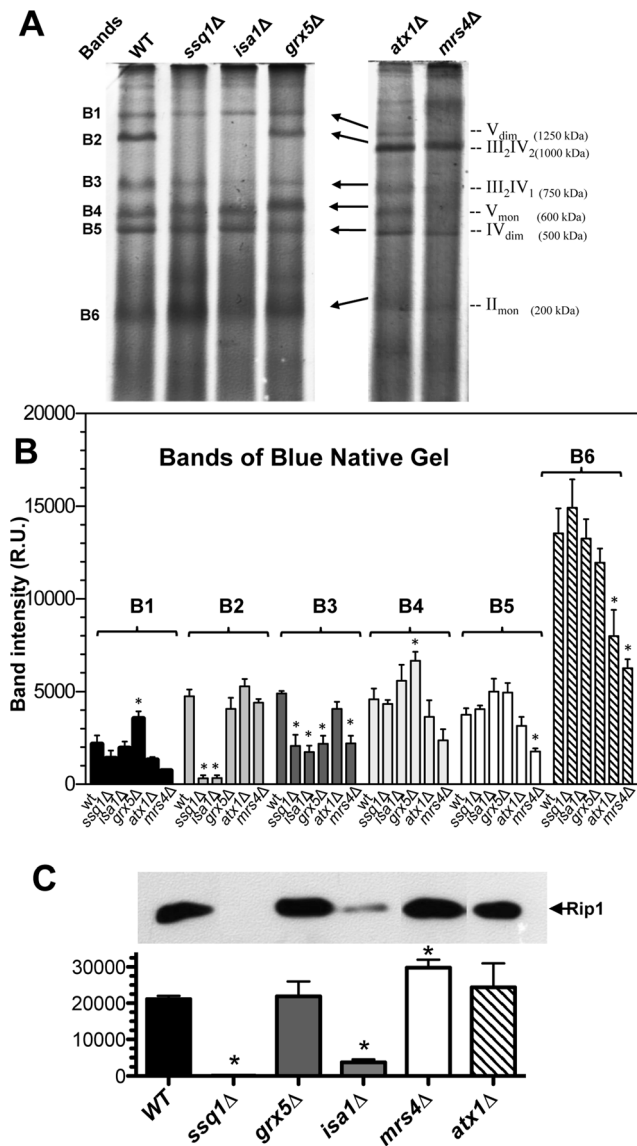 A
Bands
WT
ssq1Δ
isa1Δ
grx5Δ
atx1Δ
mrs4Δ
B1
B2
B3
B4
B5
B6
-- Vdim (1250 kDa)
-- III2IV2(1000 kDa)
-- III2IV1 (750 kDa)
-- Vmon (600 kDa)
-- IVdim (500 kDa)
-- IImon (200 kDa)
B
Bands of Blue Native Gel
Band intensity (R.U.)
20000
15000
10000
5000
0
B1 B2 B3 B4 B5 B6
* * * * * * * * * * *
wt ssq1Δ isa1Δ grx5Δ atx1Δ mrs4Δ wt ssq1Δ isa1Δ grx5Δ atx1Δ mrs4Δ wt ssq1Δ isa1Δ grx5Δ atx1Δ mrs4Δ wt ssq1Δ isa1Δ grx5Δ atx1Δ mrs4Δ wt ssq1Δ isa1Δ grx5Δ atx1Δ mrs4Δ wt ssq1Δ isa1Δ grx5Δ atx1Δ mrs4Δ
C
Rip1
30000
20000
10000
0
* * *
WT ssq1Δ grx5Δ isa1Δ mrs4Δ atx1Δ